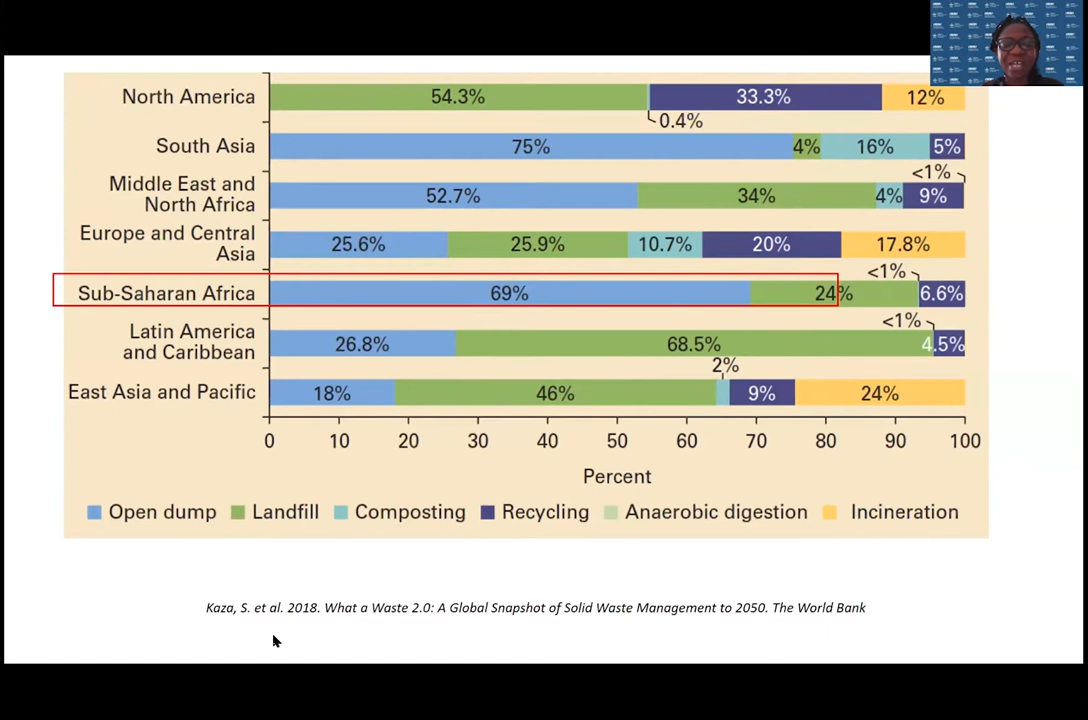 North America
54.3%
33.3%
12%
0.4%
South Asia
75%
4%
16%
5%
<1%
Middle East and
North Africa
52.7%
34%
4%
9%
Europe and Central
Asia
25.6%
25.9%
10.7%
20%
17.8%
<1%
Sub-Saharan Africa
69%
24%
6.6%
<1%
Latin America
and Caribbean
26.8%
68.5%
4.5%
2%
East Asia and Pacific
18%
46%
9%
24%
0 10 20 30 40 50 60 70 80 90 100
Percent
Open dump Landfill Composting Recycling Anaerobic digestion Incineration
Kaza, S. et al. 2018. What a Waste 2.0: A Global Snapshot of Solid Waste Management to 2050. The World Bank